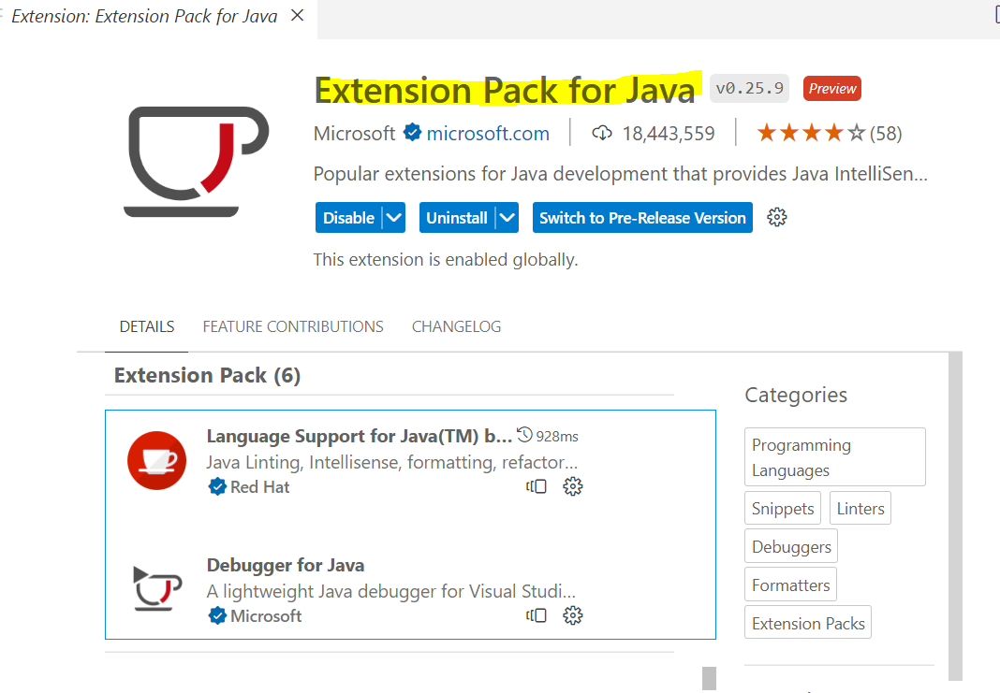 Extension: Extension Pack for Java
Extension Pack for Java v0.25.9 Preview
Microsoft microsoft.com 18,443,559 (58)
Popular extensions for Java development that provides Java IntelliSen...
Disable Uninstall Switch to Pre-Release Version
This extension is enabled globally.
DETAILS FEATURE CONTRIBUTIONS CHANGELOG
Extension Pack (6)
Language Support for Java(TM) b... 928ms
Java Linting, Intellisense, formatting, refactor...
Red Hat
Debugger for Java
A lightweight Java debugger for Visual Studi...
Microsoft
Categories
Programming
Languages
Snippets Linters
Debuggers
Formatters
Extension Packs